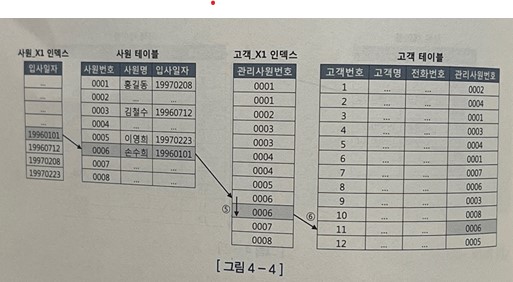 사원_X1 인덱스
입사일자
...
...
...
...
19960101
19960712
19970208
19970223
사원 테이블
사원번호 사원명 입사일자
0001 홍길동 19970208
0002 ... ...
0003 김철수 19960712
0004 ... ...
0005 이영희 19970223
0006 손수희 19960101
0007 ... ...
0008 ... ...
고객_X1 인덱스
관리사원번호
0001
0001
0002
0003
0003
0004
0004
0005
0006
⑤ 0006
0007
0008
⑥
고객 테이블
고객번호 고객명 전화번호 관리사원번호
1 ... ... 0002
2 ... ... 0004
3 ... ... 0001
4 ... ... 0003
5 ... ... 0004
6 ... ... 0001
7 ... ... 0007
8 ... ... 0006
9 ... ... 0003
10 ... ... 0008
11 ... ... 0006
12 ... ... 0005
[ 그림 4 - 4 ]